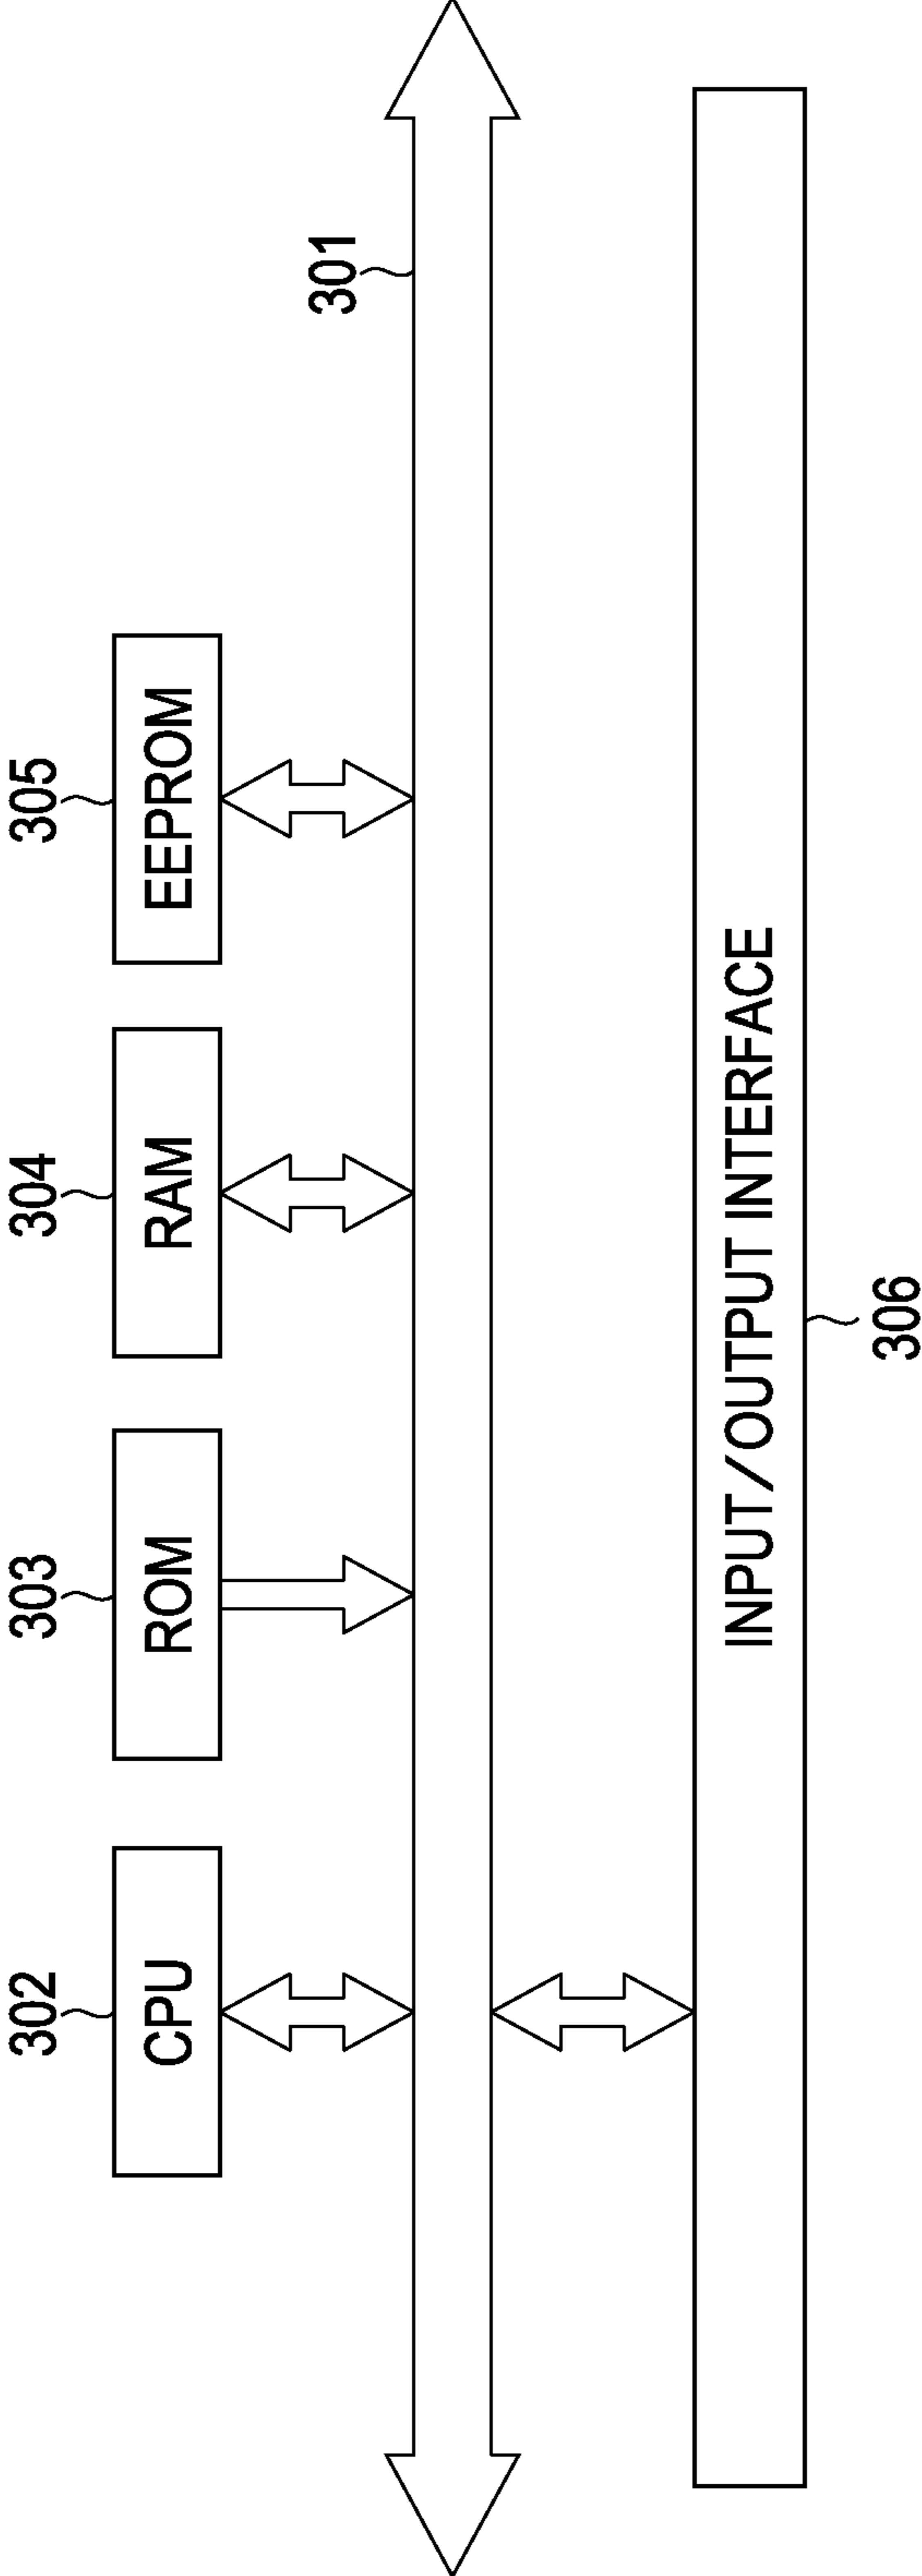 302
303
304
305
CPU
ROM
RAM
EEPROM
301
INPUT/OUTPUT INTERFACE
306